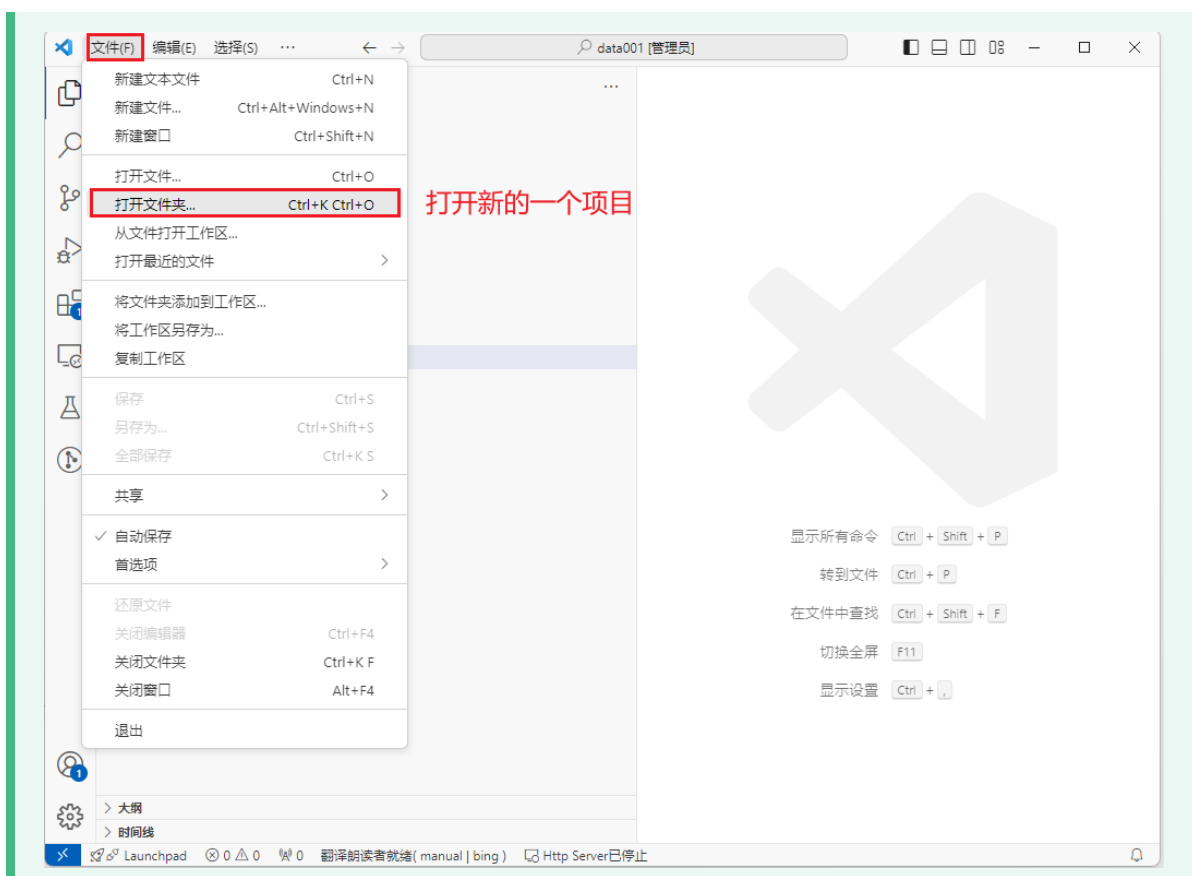 文件(F) 编辑(E) 选择(S) ··· ← → data001 [管理员]
新建文本文件 Ctrl+N
新建文件... Ctrl+Alt+Windows+N
新建窗口 Ctrl+Shift+N
打开文件... Ctrl+O
打开文件夹... Ctrl+K Ctrl+O
打开新的一个项目
从文件打开工作区...
打开最近的文件
将文件夹添加到工作区...
将工作区另存为...
复制工作区
保存 Ctrl+S
另存为... Ctrl+Shift+S
全部保存 Ctrl+K S
共享
自动保存
首选项
还原文件
关闭编辑器 Ctrl+F4
关闭文件夹 Ctrl+K F
关闭窗口 Alt+F4
退出
显示所有命令 Ctrl + Shift + P
转到文件 Ctrl + P
在文件中查找 Ctrl + Shift + F
切换全屏 F11
显示设置 Ctrl + ,
1
1
大纲
时间线
Launchpad 0 0 0 翻译朗读者就绪( manual | bing ) Http Server已停止